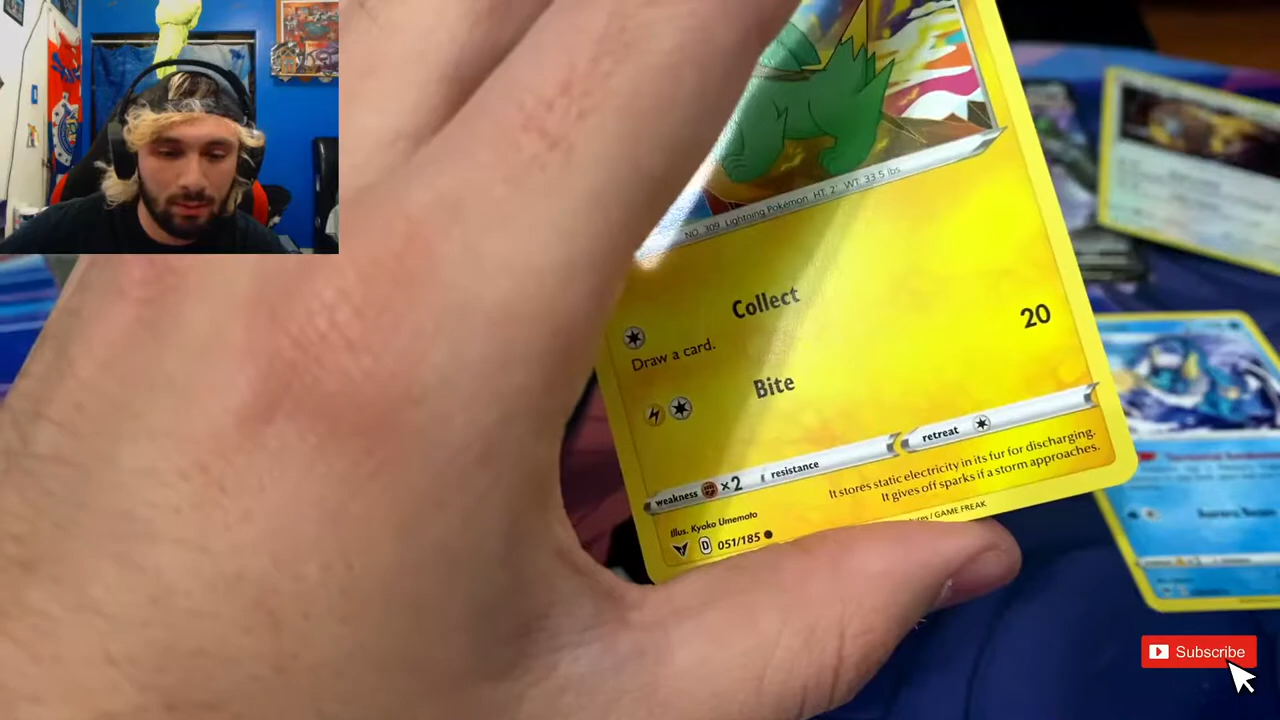 NO. 309 Lightning Pokémon HT. 2' WT. 33.5 lbs
Collect
Draw a card.
20
Bite
weakness ×2 resistance
retreat
It stores static electricity in its fur for discharging.
It gives off sparks if a storm approaches.
Illus. Kyoko Umemoto
/ GAME FREAK
D 051/185
Subscribe